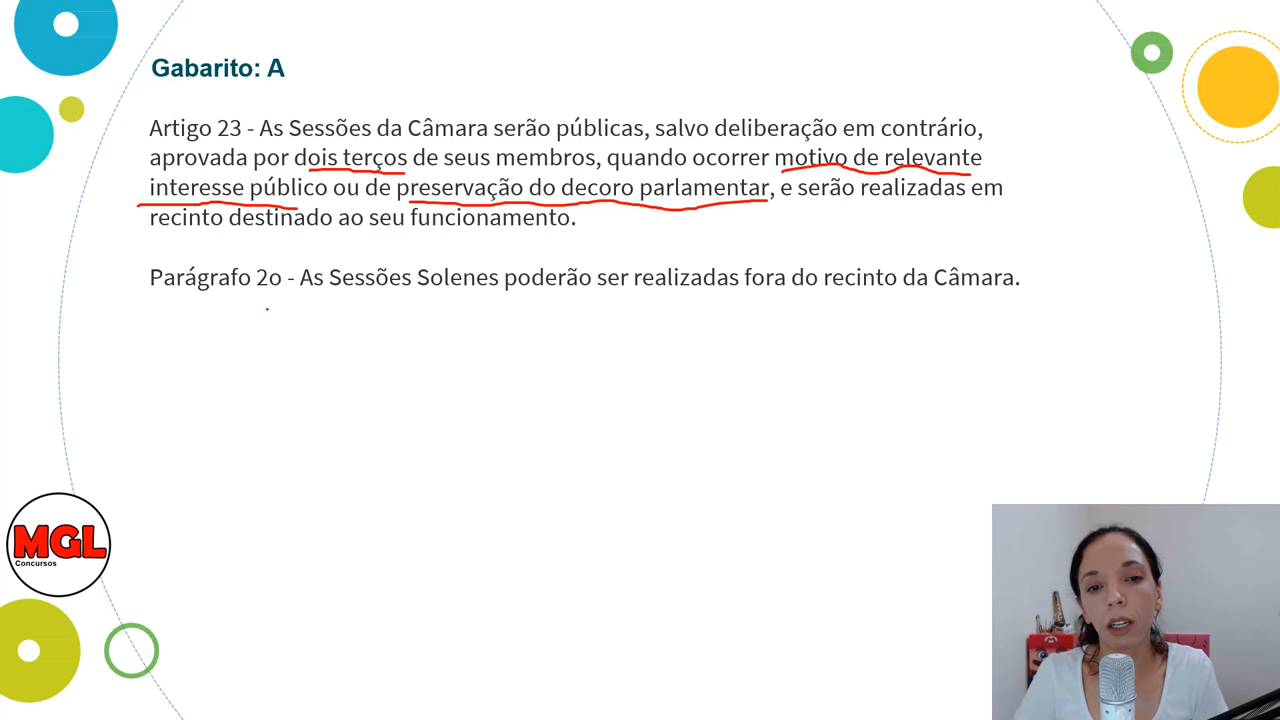 Gabarito: A
Artigo 23 - As Sessões da Câmara serão públicas, salvo deliberação em contrário,
aprovada por dois terços de seus membros, quando ocorrer motivo de relevante
interesse público ou de preservação do decoro parlamentar, e serão realizadas em
recinto destinado ao seu funcionamento.
Parágrafo 2o - As Sessões Solenes poderão ser realizadas fora do recinto da Câmara.
MGL
Concursos